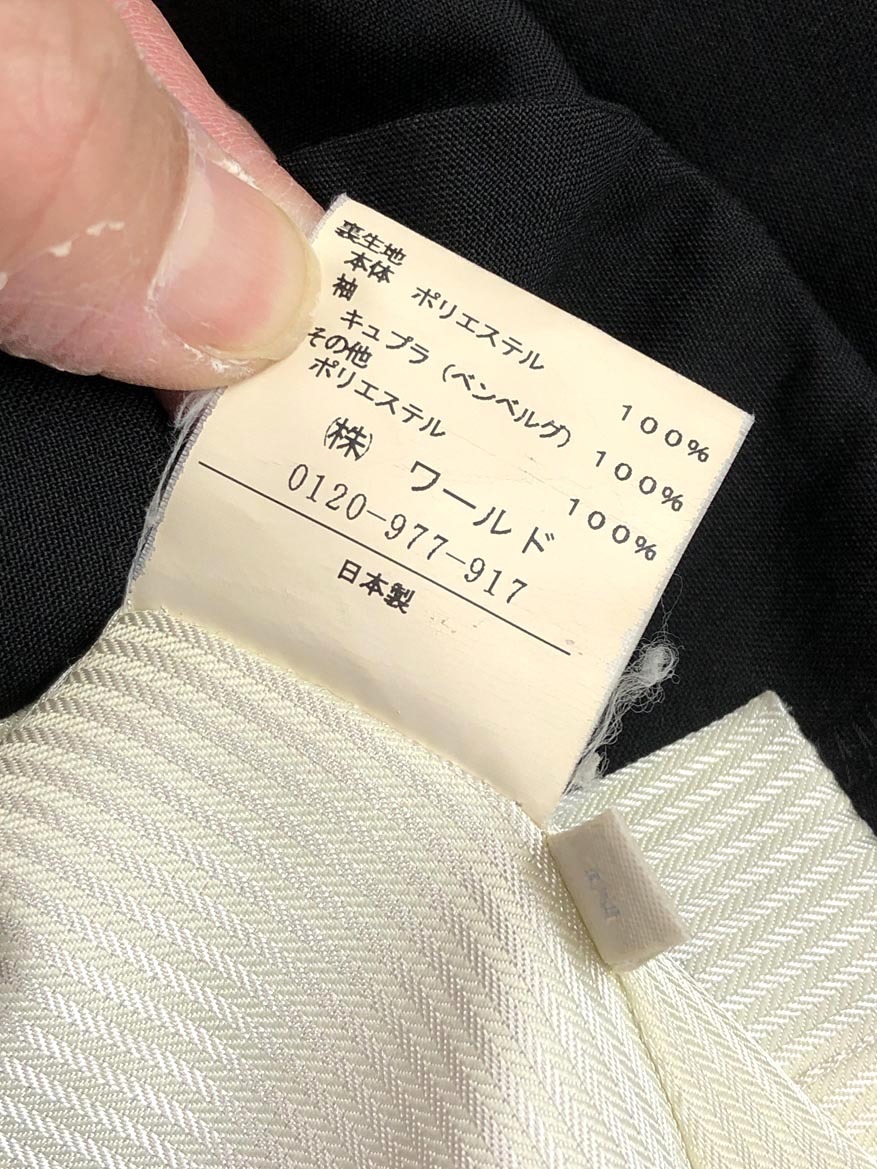 裏生地
本体 ポリエステル 100%
袖
キュプラ (ベンベルグ) 100%
その他
ポリエステル 100%
(株) ワールド
0120-977-917
日本製